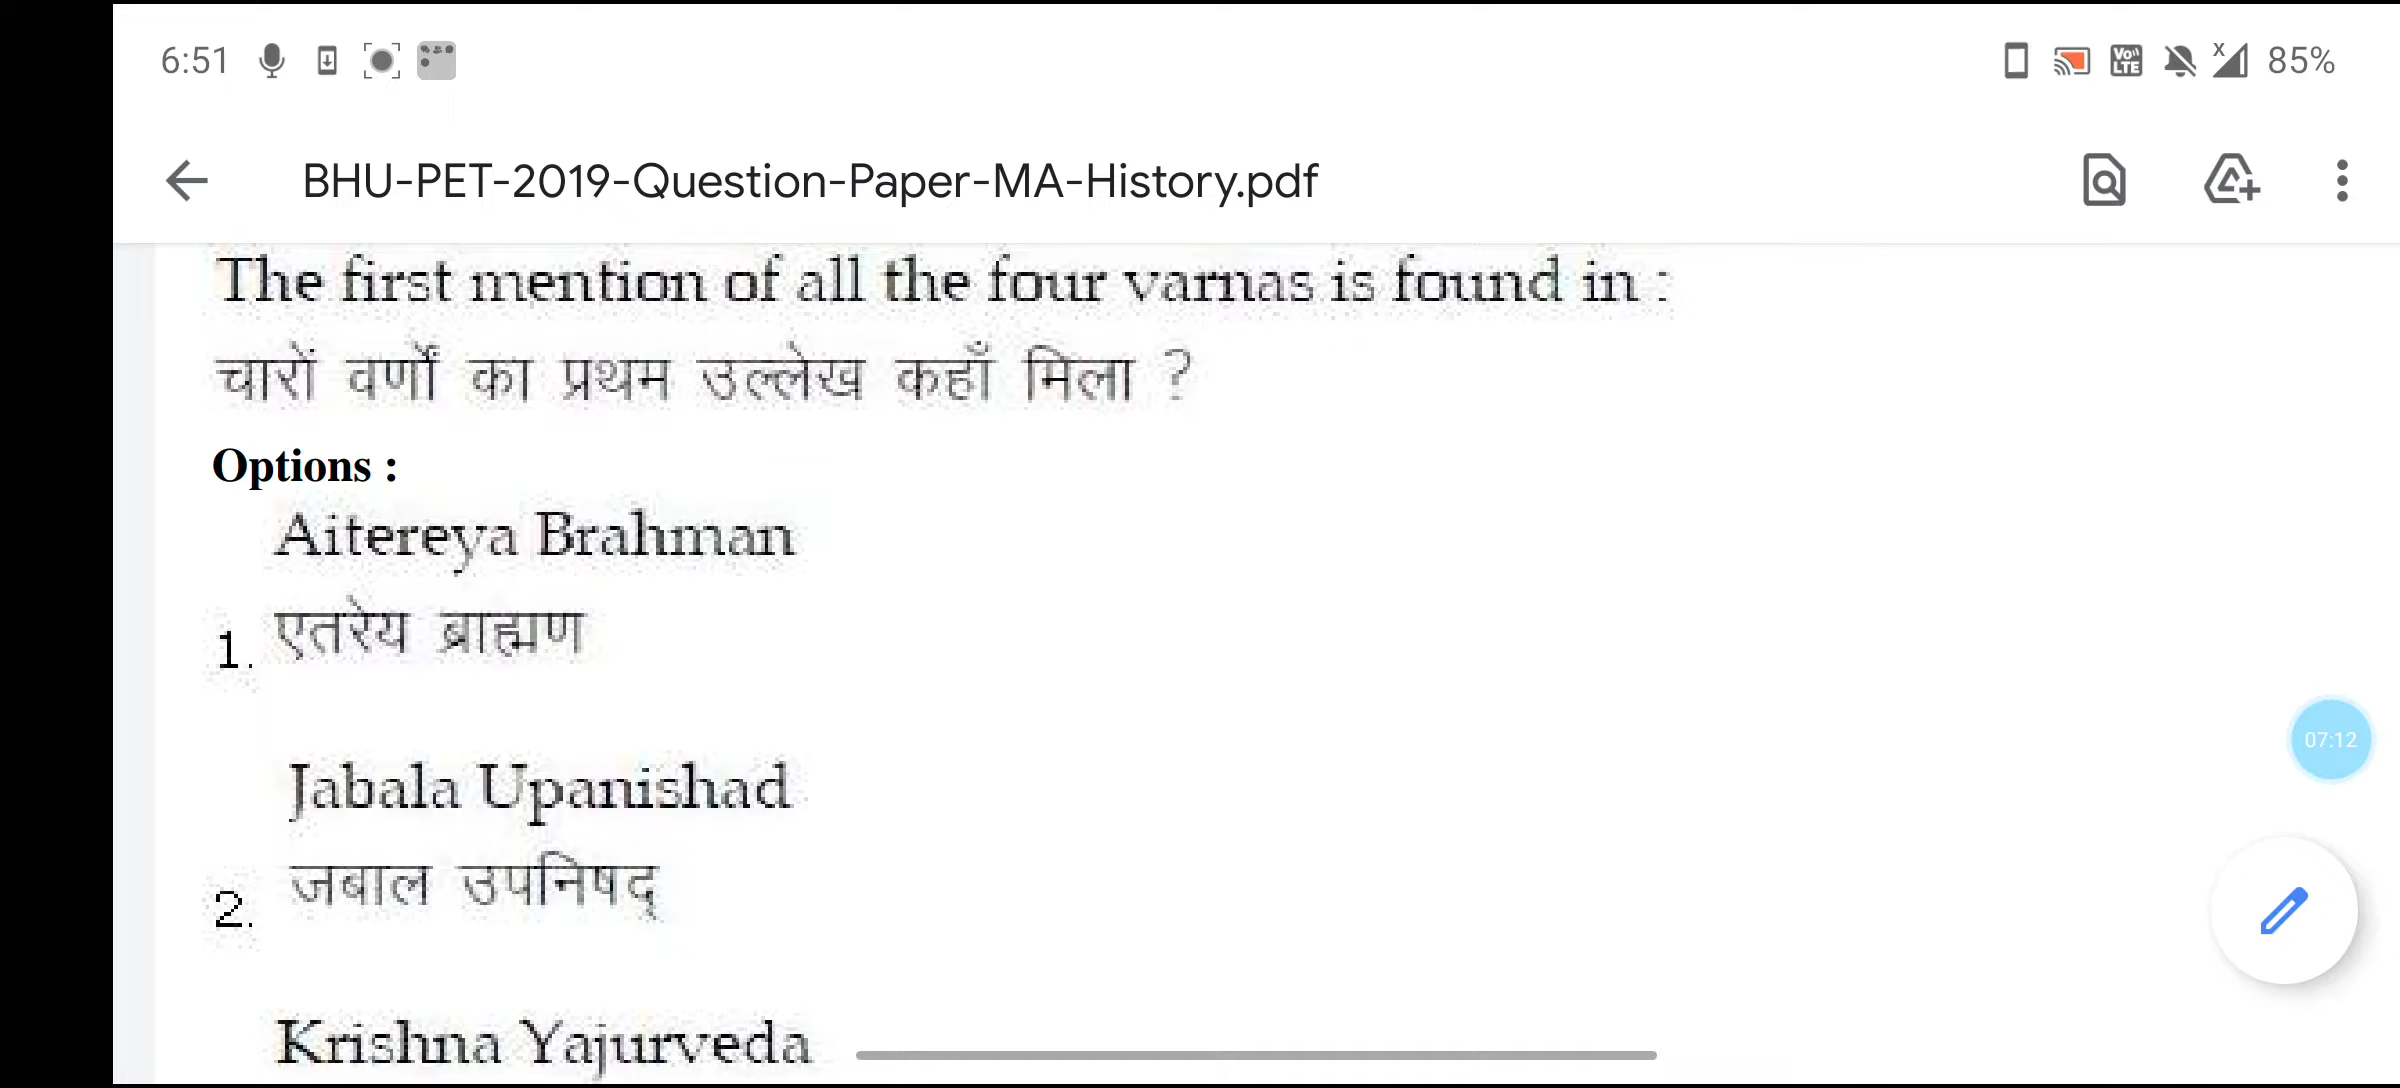 6:51
Vo)) LTE
x
85%
BHU-PET-2019-Question-Paper-MA-History.pdf
The first mention of all the four varnas is found in :
चारों वर्णों का प्रथम उल्लेख कहाँ मिला ?
Options :
Aitereya Brahman
1. एतरेय ब्राह्मण
07:12
Jabala Upanishad
2. जबाल उपनिषद्
Krishna Yajurveda